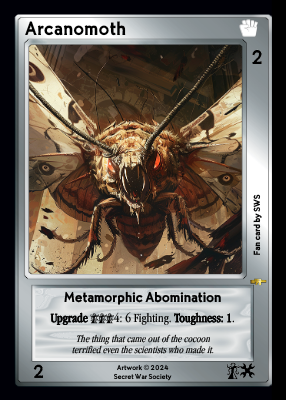 Arcanomoth
2
Fan card by SWS
Metamorphic Abomination
Upgrade 4: 6 Fighting. Toughness: 1.
The thing that came out of the cocoon
terrified even the scientists who made it.
2
Artwork © 2024
Secret War Society